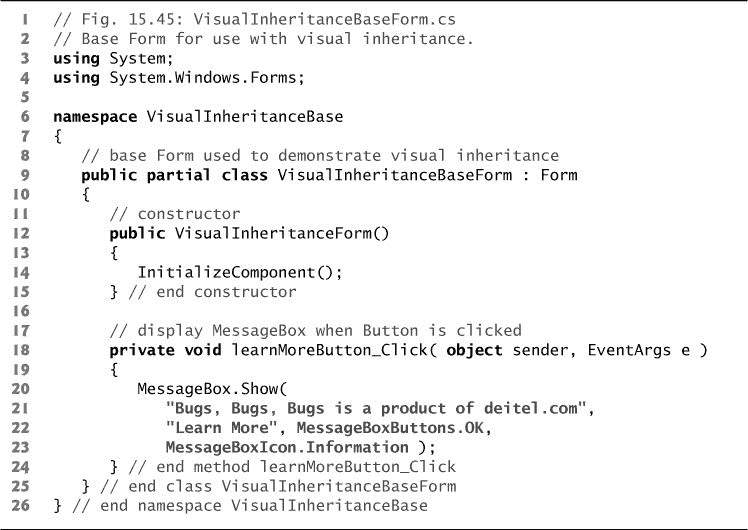 1 // Fig. 15.45: VisualInheritanceBaseForm.cs
2 // Base Form for use with visual inheritance.
3 using System;
4 using System.Windows.Forms;
5
6 namespace VisualInheritanceBase
7 {
8 // base Form used to demonstrate visual inheritance
9 public partial class VisualInheritanceBaseForm : Form
10 {
11 // constructor
12 public VisualInheritanceForm()
13 {
14 InitializeComponent();
15 } // end constructor
16
17 // display MessageBox when Button is clicked
18 private void learnMoreButton_Click( object sender, EventArgs e )
19 {
20 MessageBox.Show(
21 "Bugs, Bugs, Bugs is a product of deitel.com",
22 "Learn More", MessageBoxButtons.OK,
23 MessageBoxIcon.Information );
24 } // end method learnMoreButton_Click
25 } // end class VisualInheritanceBaseForm
26 } // end namespace VisualInheritanceBase